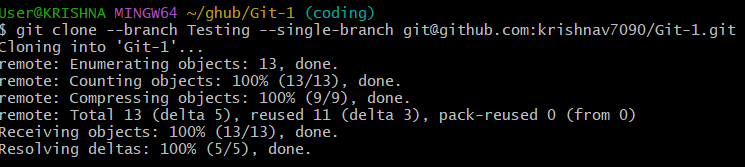 User@KRISHNA MINGW64 ~/ghub/Git-1 (coding)
$ git clone --branch Testing --single-branch git@github.com:krishnav7090/Git-1.git
Cloning into 'Git-1'...
remote: Enumerating objects: 13, done.
remote: Counting objects: 100% (13/13), done.
remote: Compressing objects: 100% (9/9), done.
remote: Total 13 (delta 5), reused 11 (delta 3), pack-reused 0 (from 0)
Receiving objects: 100% (13/13), done.
Resolving deltas: 100% (5/5), done.